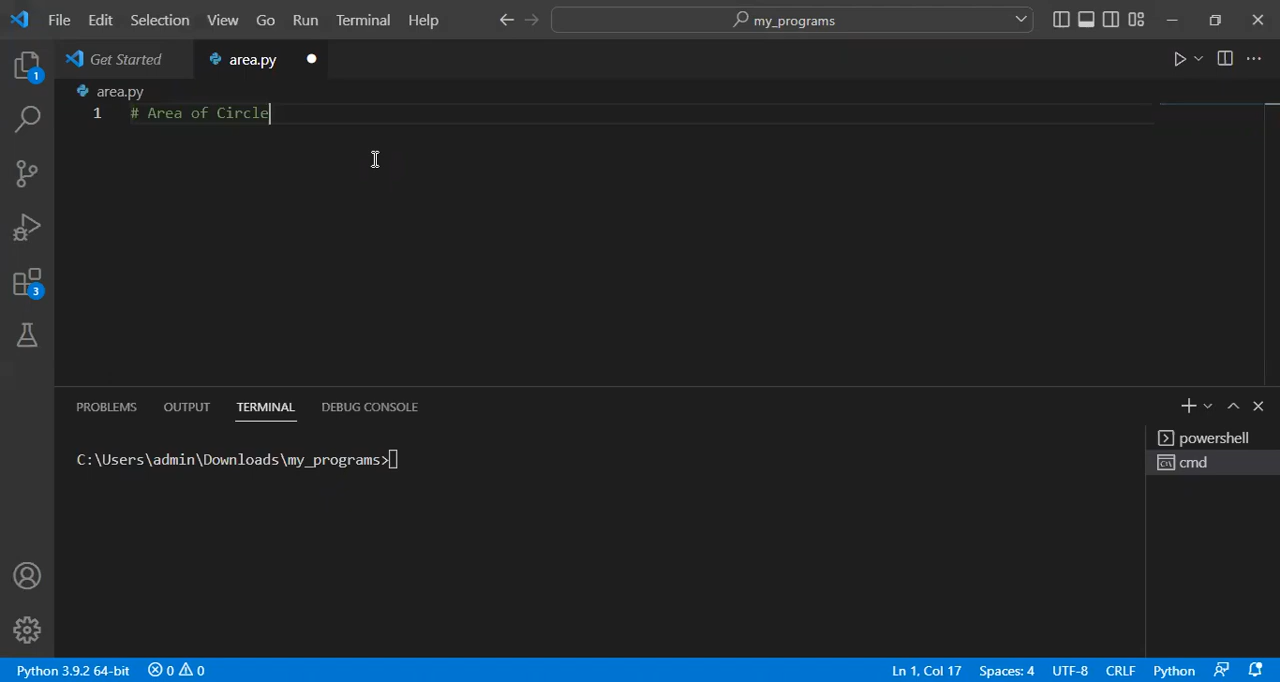 File Edit Selection View Go Run Terminal Help
my_programs
Get Started
area.py
area.py
1 # Area of Circle
PROBLEMS OUTPUT TERMINAL DEBUG CONSOLE
C:\Users\admin\Downloads\my_programs>
powershell
cmd
1
3
Python 3.9.2 64-bit 0 0 Ln 1, Col 17 Spaces: 4 UTF-8 CRLF Python